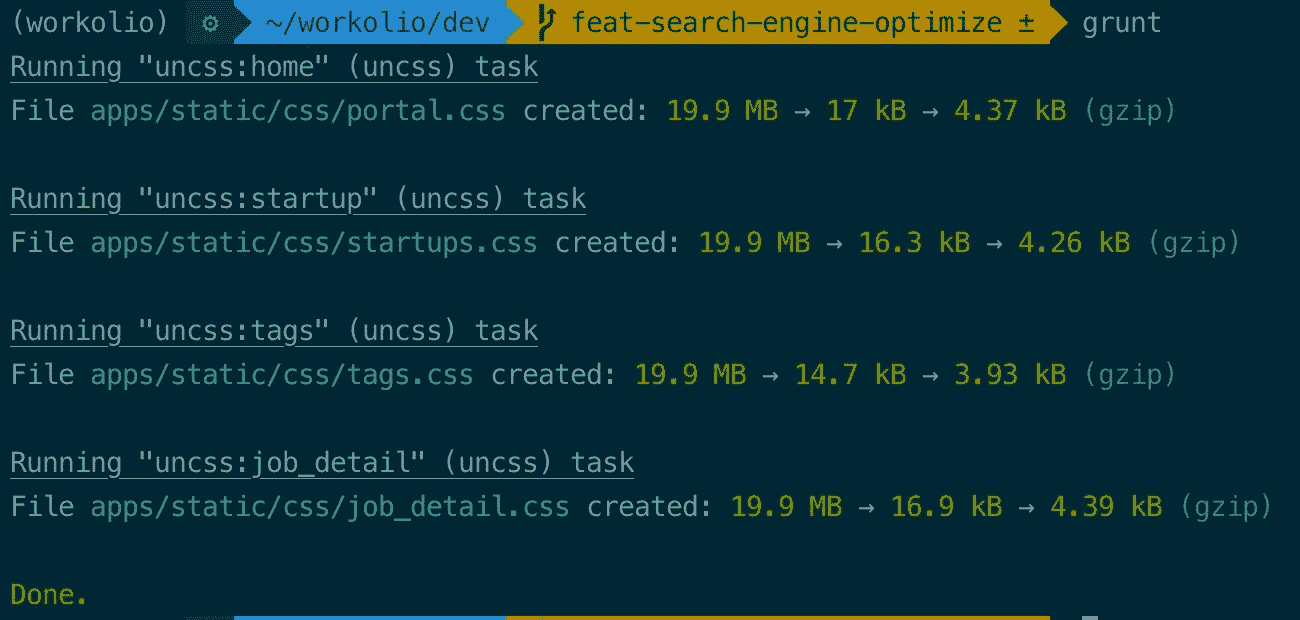 (workolio) ⚙ ~/workolio/dev feat-search-engine-optimize ± grunt
Running "uncss:home" (uncss) task
File apps/static/css/portal.css created: 19.9 MB → 17 kB → 4.37 kB (gzip)
Running "uncss:startup" (uncss) task
File apps/static/css/startups.css created: 19.9 MB → 16.3 kB → 4.26 kB (gzip)
Running "uncss:tags" (uncss) task
File apps/static/css/tags.css created: 19.9 MB → 14.7 kB → 3.93 kB (gzip)
Running "uncss:job_detail" (uncss) task
File apps/static/css/job_detail.css created: 19.9 MB → 16.9 kB → 4.39 kB (gzip)
Done.